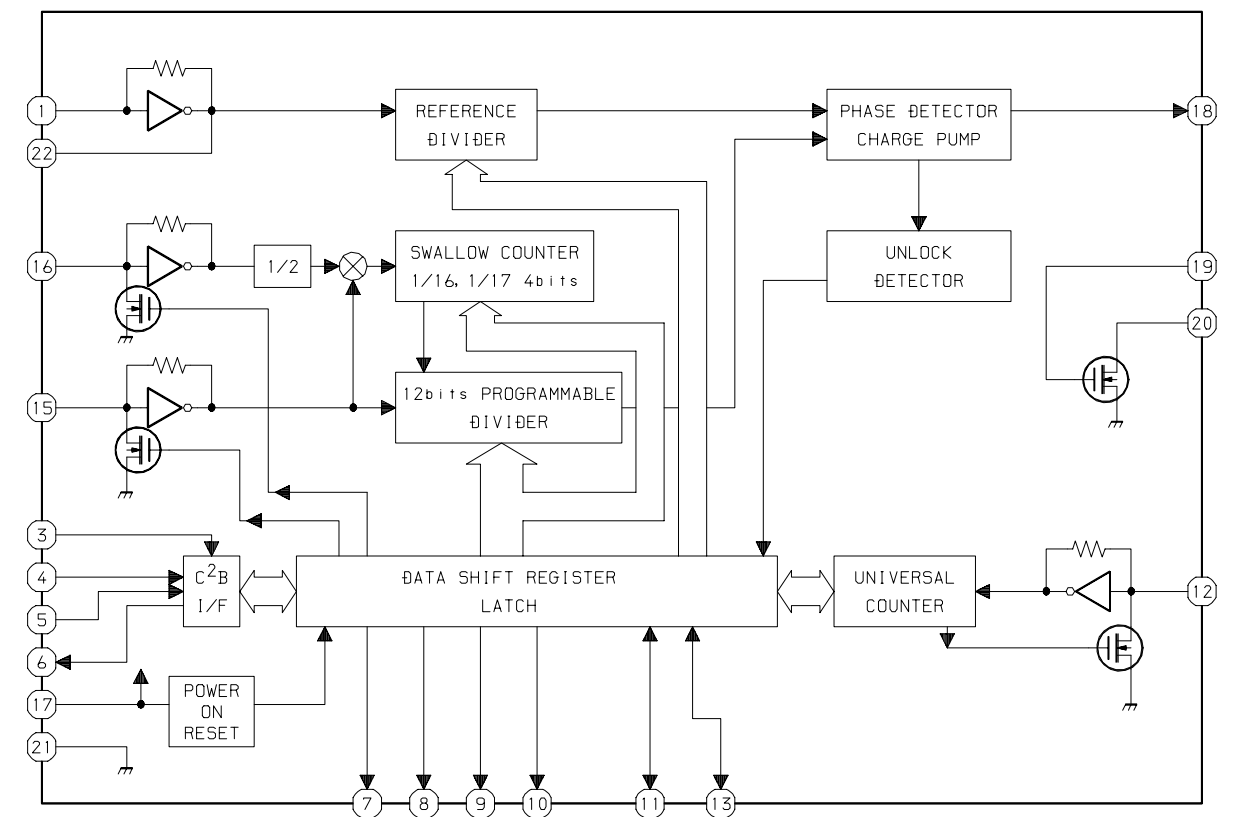 1
REFERENCE
DIVIDER
PHASE DETECTOR
CHARGE PUMP
18
22
16
1/2
SWALLOW COUNTER
1/16, 1/17 4bits
UNLOCK
DETECTOR
19
20
15
12bits PROGRAMMABLE
DIVIDER
3
4
5
6
C²B
I/F
DATA SHIFT REGISTER
LATCH
UNIVERSAL
COUNTER
12
17
POWER
ON
RESET
21
7
8
9
10
11
13